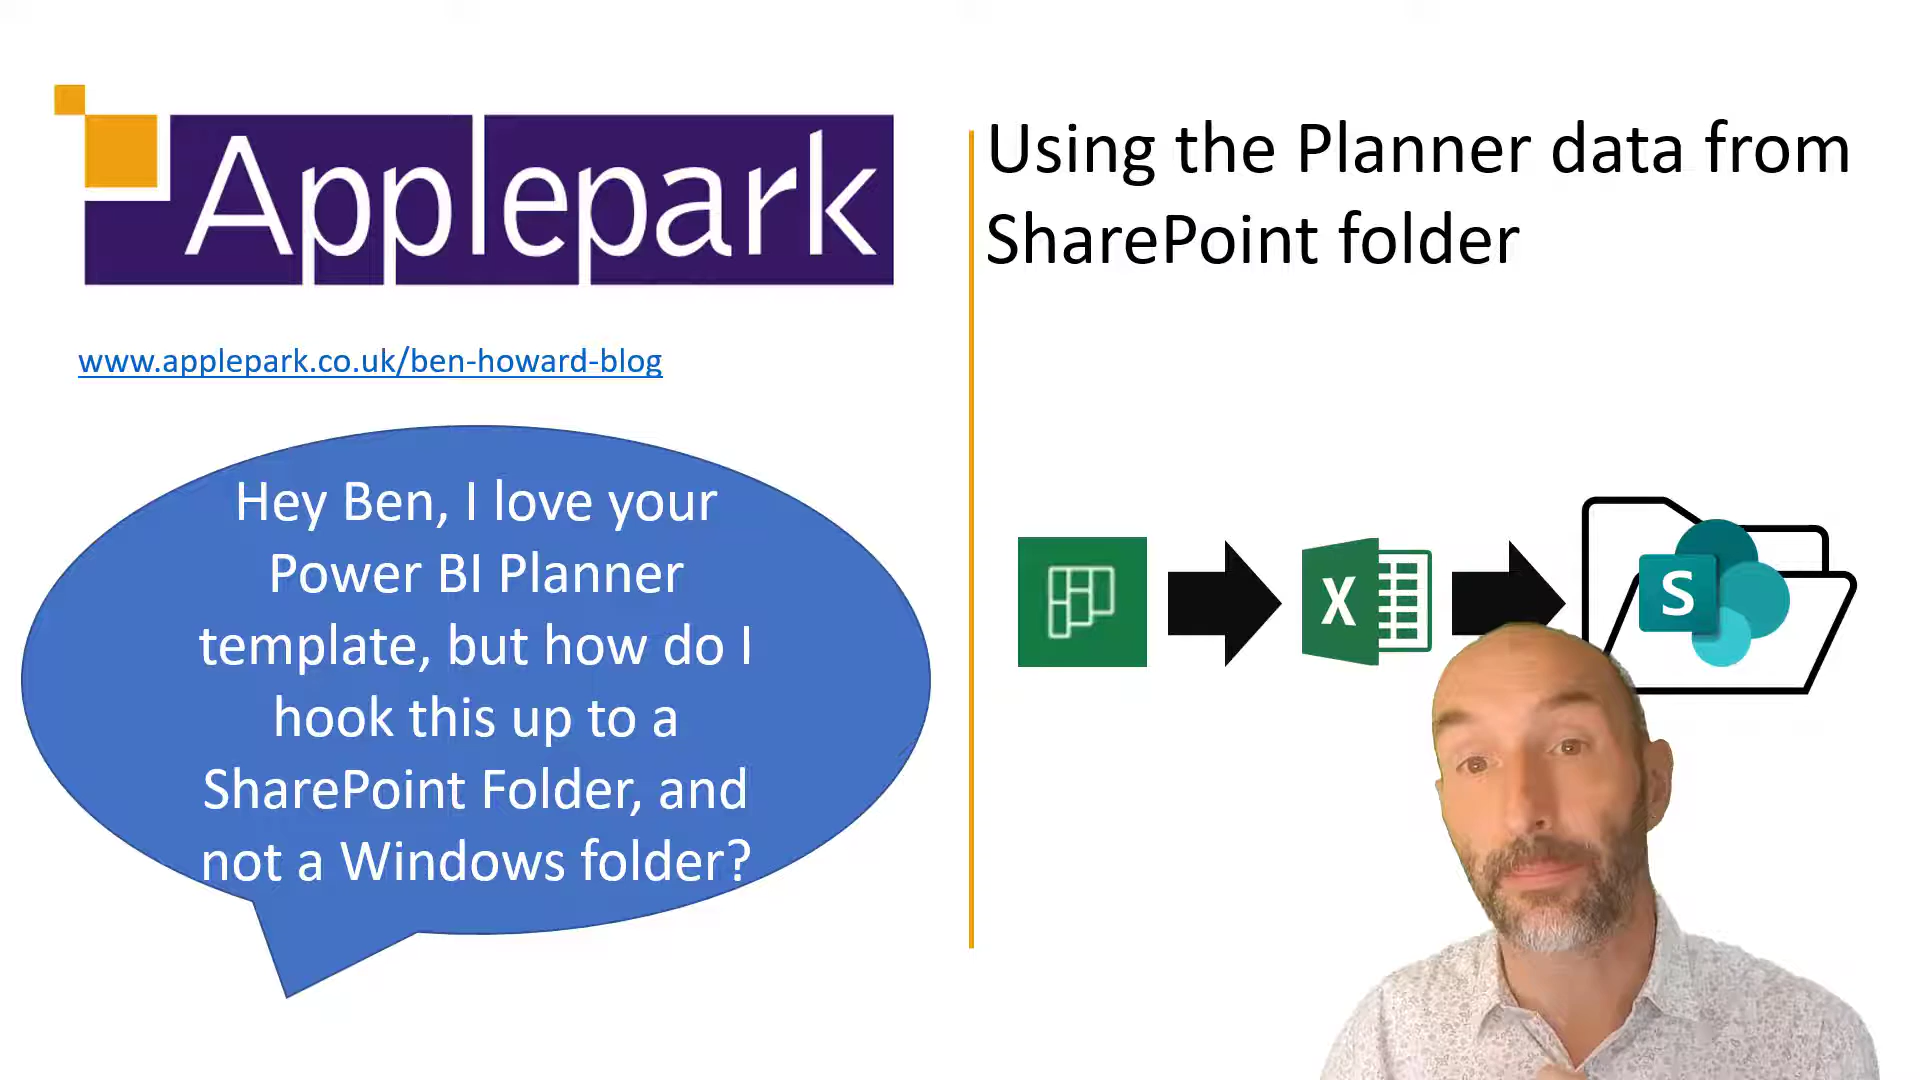 Applepark
www.applepark.co.uk/ben-howard-blog
Hey Ben, I love your
Power BI Planner
template, but how do I
hook this up to a
SharePoint Folder, and
not a Windows folder?
Using the Planner data from
SharePoint folder
X
S